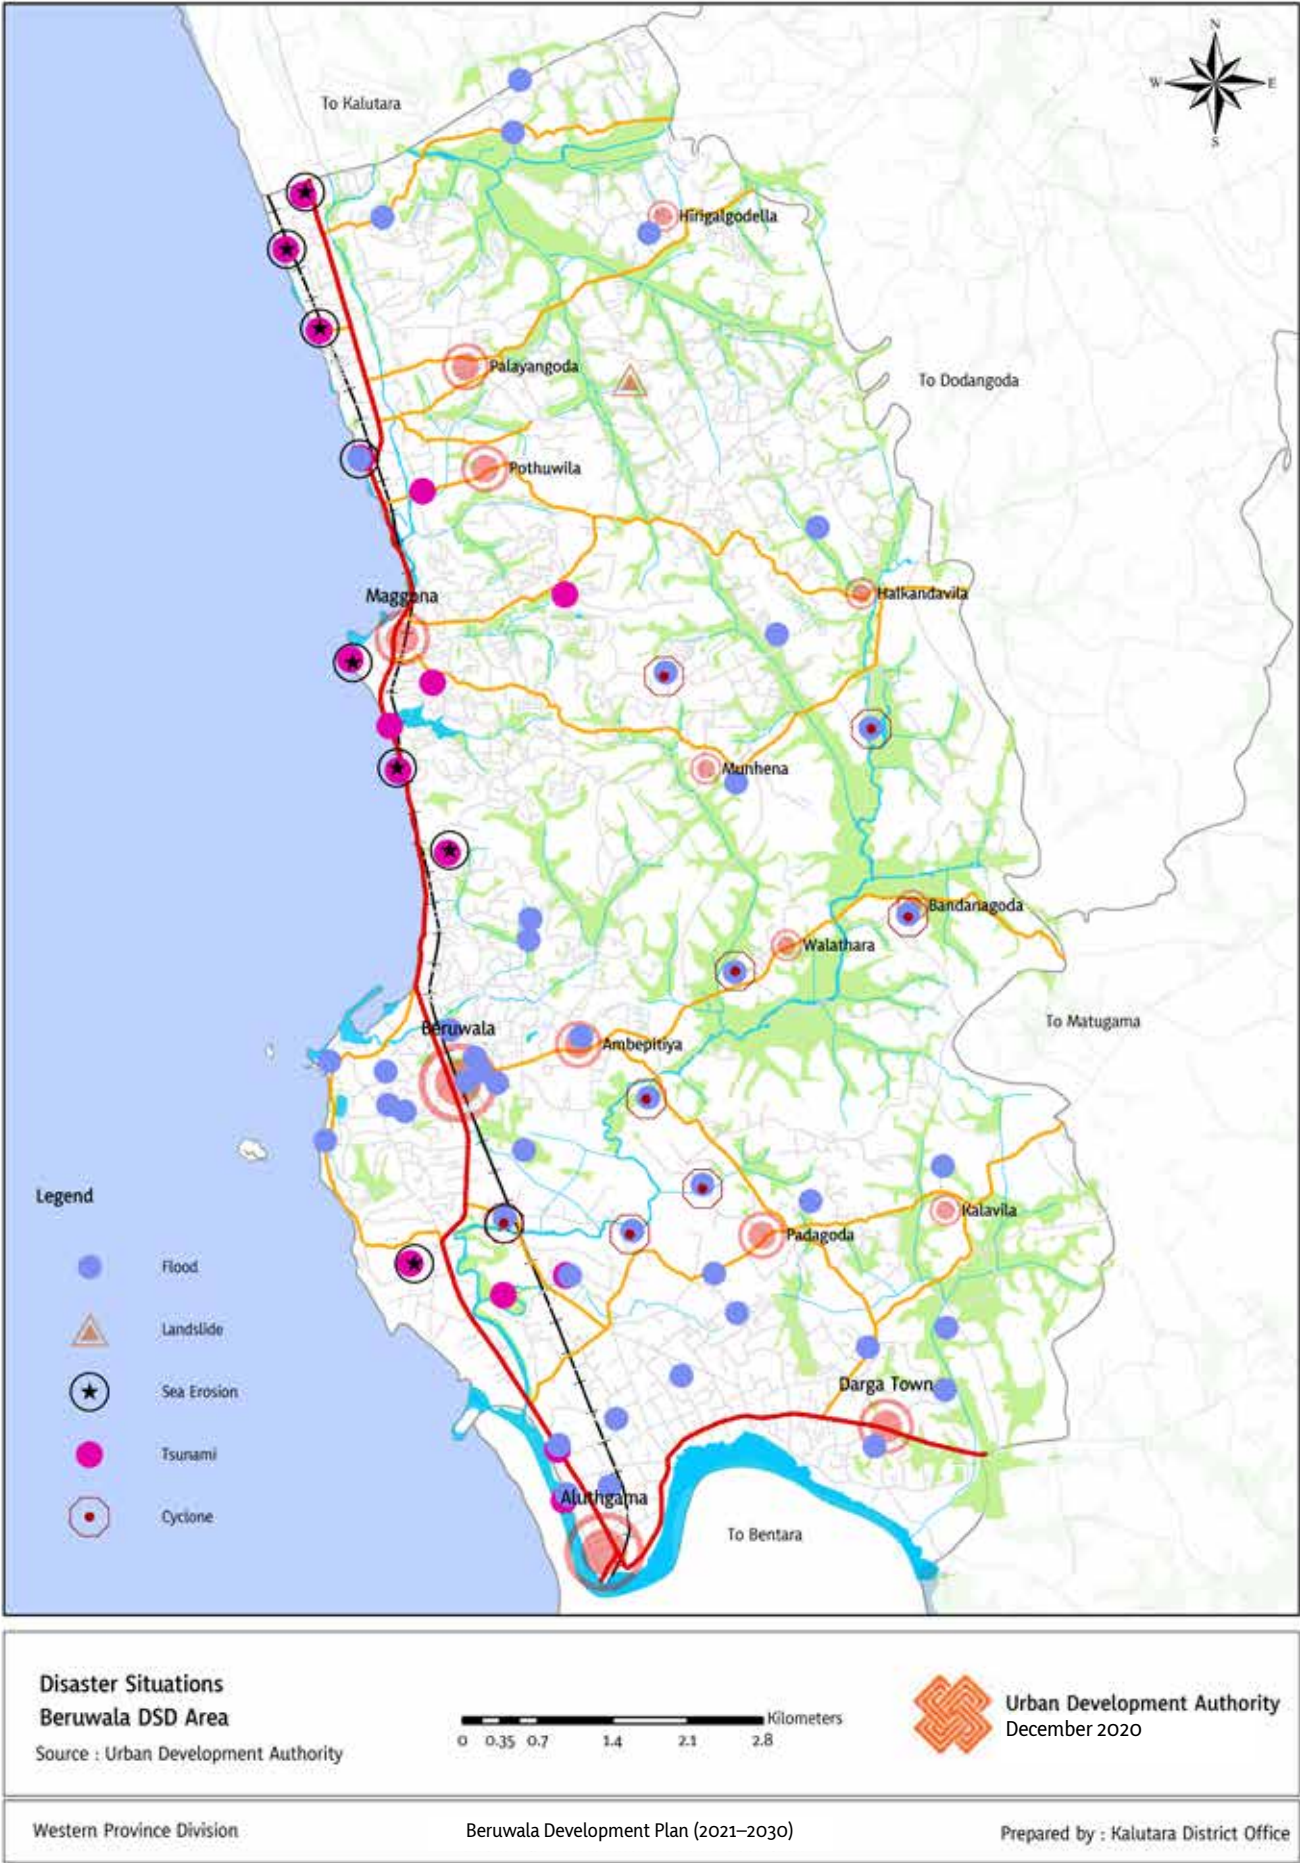 N
W
E
S
To Kalutara
Hirigalgodella
Palayangoda
To Dodangoda
Pothuwila
Maggona
Halkandavila
Munhena
Bandanagoda
Walathara
To Matugama
Beruwala
Ambepitiya
Legend
Kalavila
Padagoda
Flood
Landslide
Darga Town
Sea Erosion
Tsunami
Aluthgama
Cyclone
To Bentara
Disaster Situations
Beruwala DSD Area
Source : Urban Development Authority
Kilometers
0 0.35 0.7 1.4 2.1 2.8
Urban Development Authority
December 2020
Western Province Division
Beruwala Development Plan (2021–2030)
Prepared by : Kalutara District Office